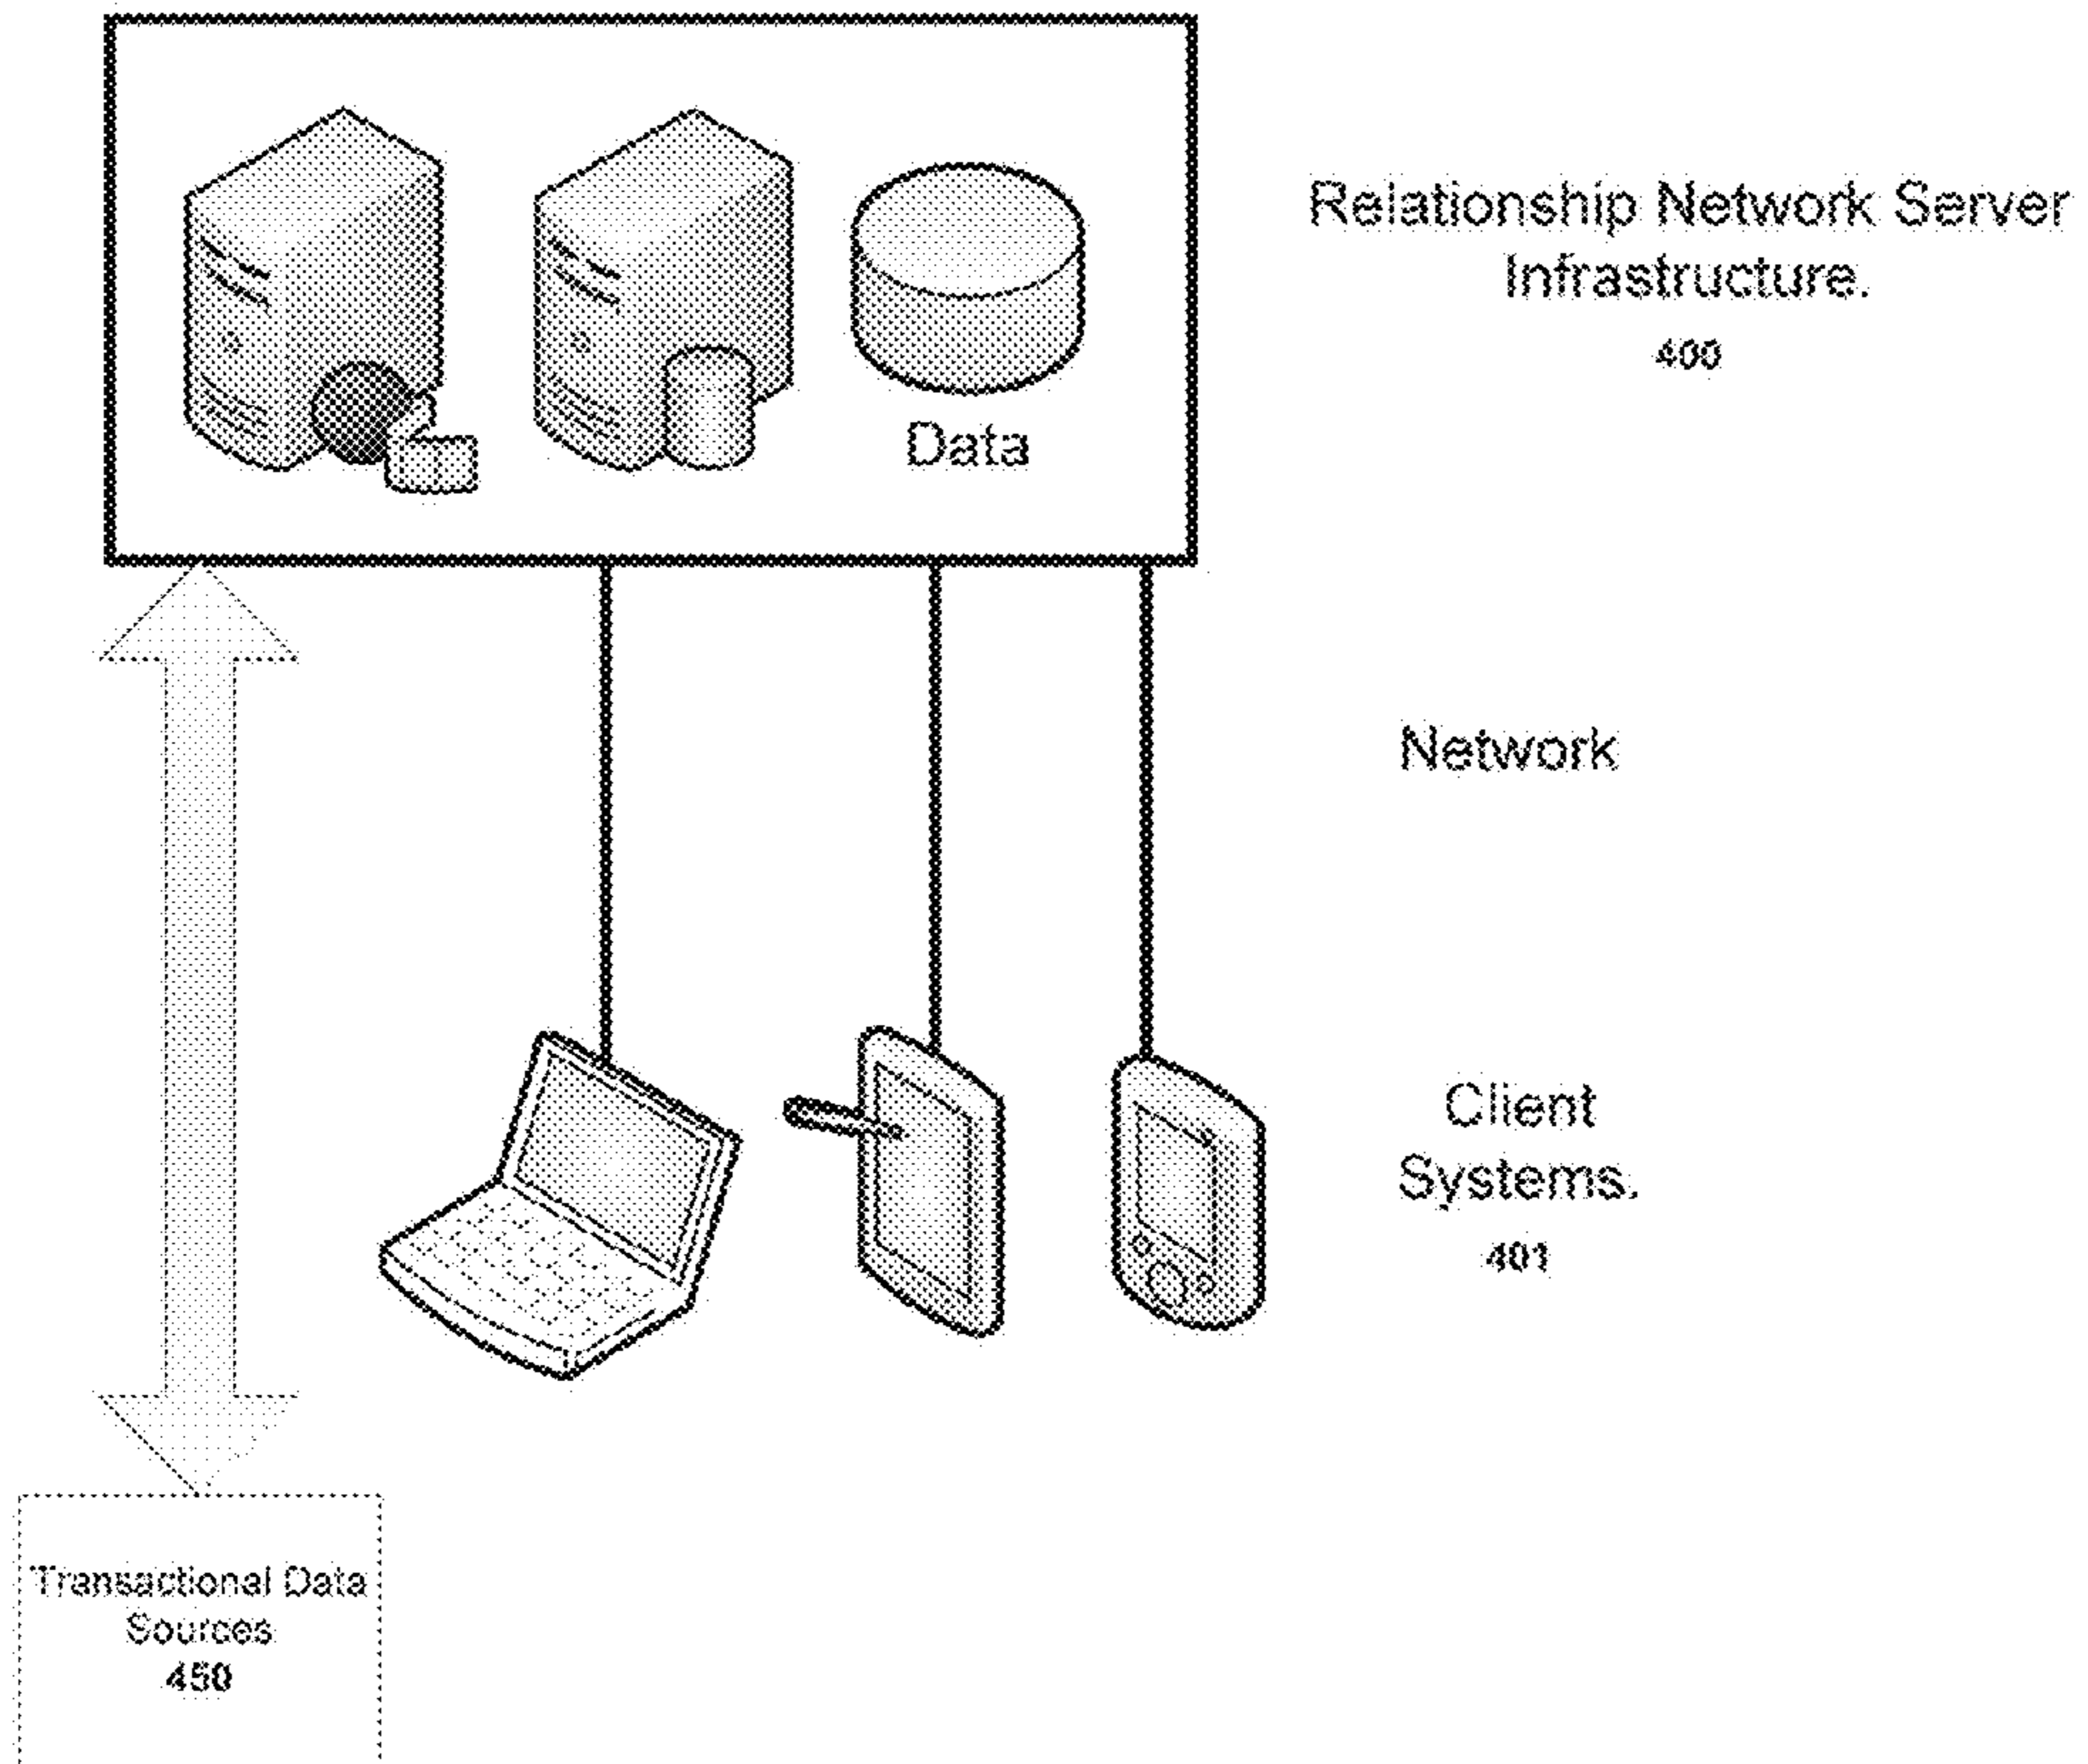 Relationship Network Server
Infrastructure.
400
Data
Network
Client
Systems.
401
Transactional Data
Sources
450